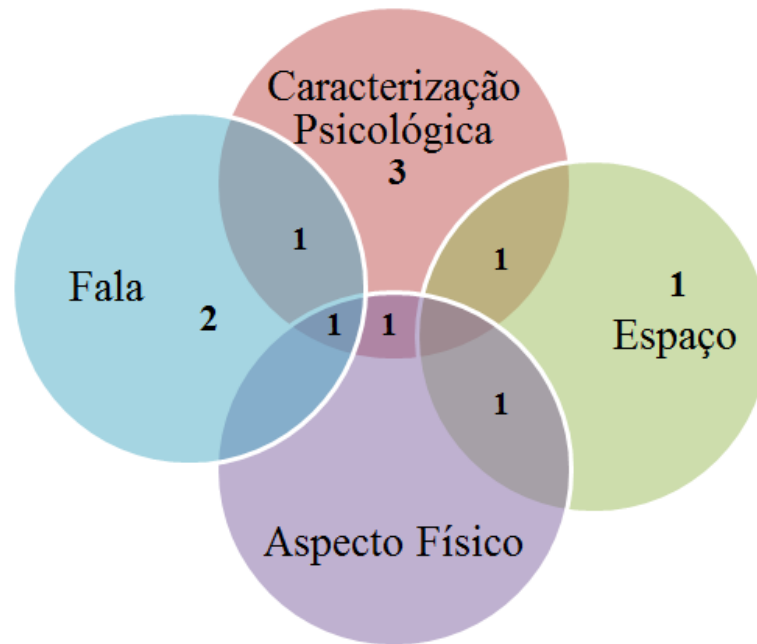 Caracterização
Psicológica
3
1
1
1
Fala
2
1
1
Espaço
1
Aspecto Físico